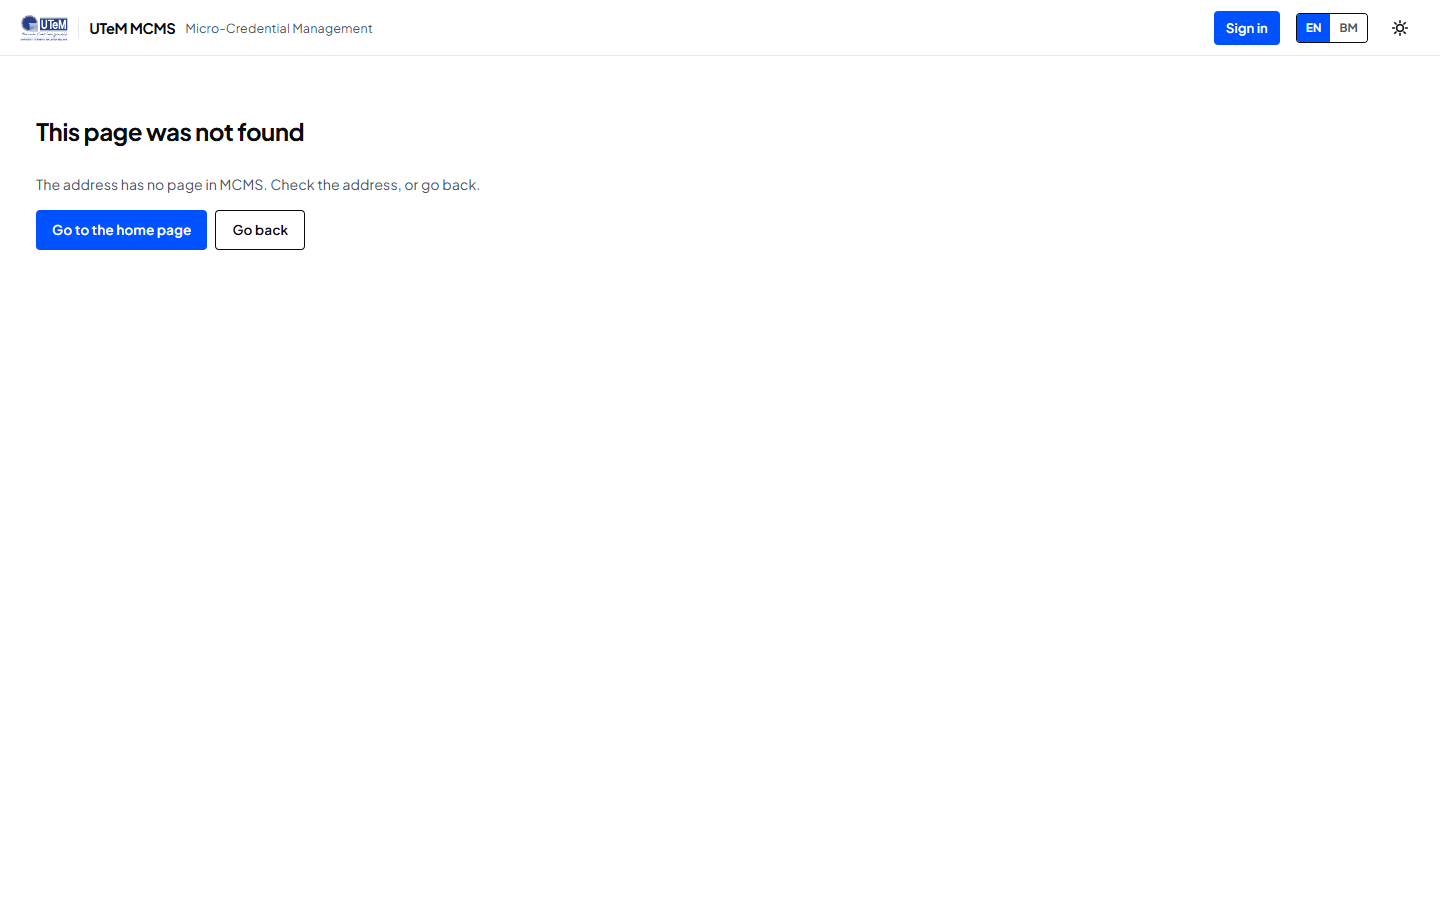 UTeM
UTeM MCMS
Micro-Credential Management
Sign in
EN
BM
This page was not found
The address has no page in MCMS. Check the address, or go back.
Go to the home page
Go back